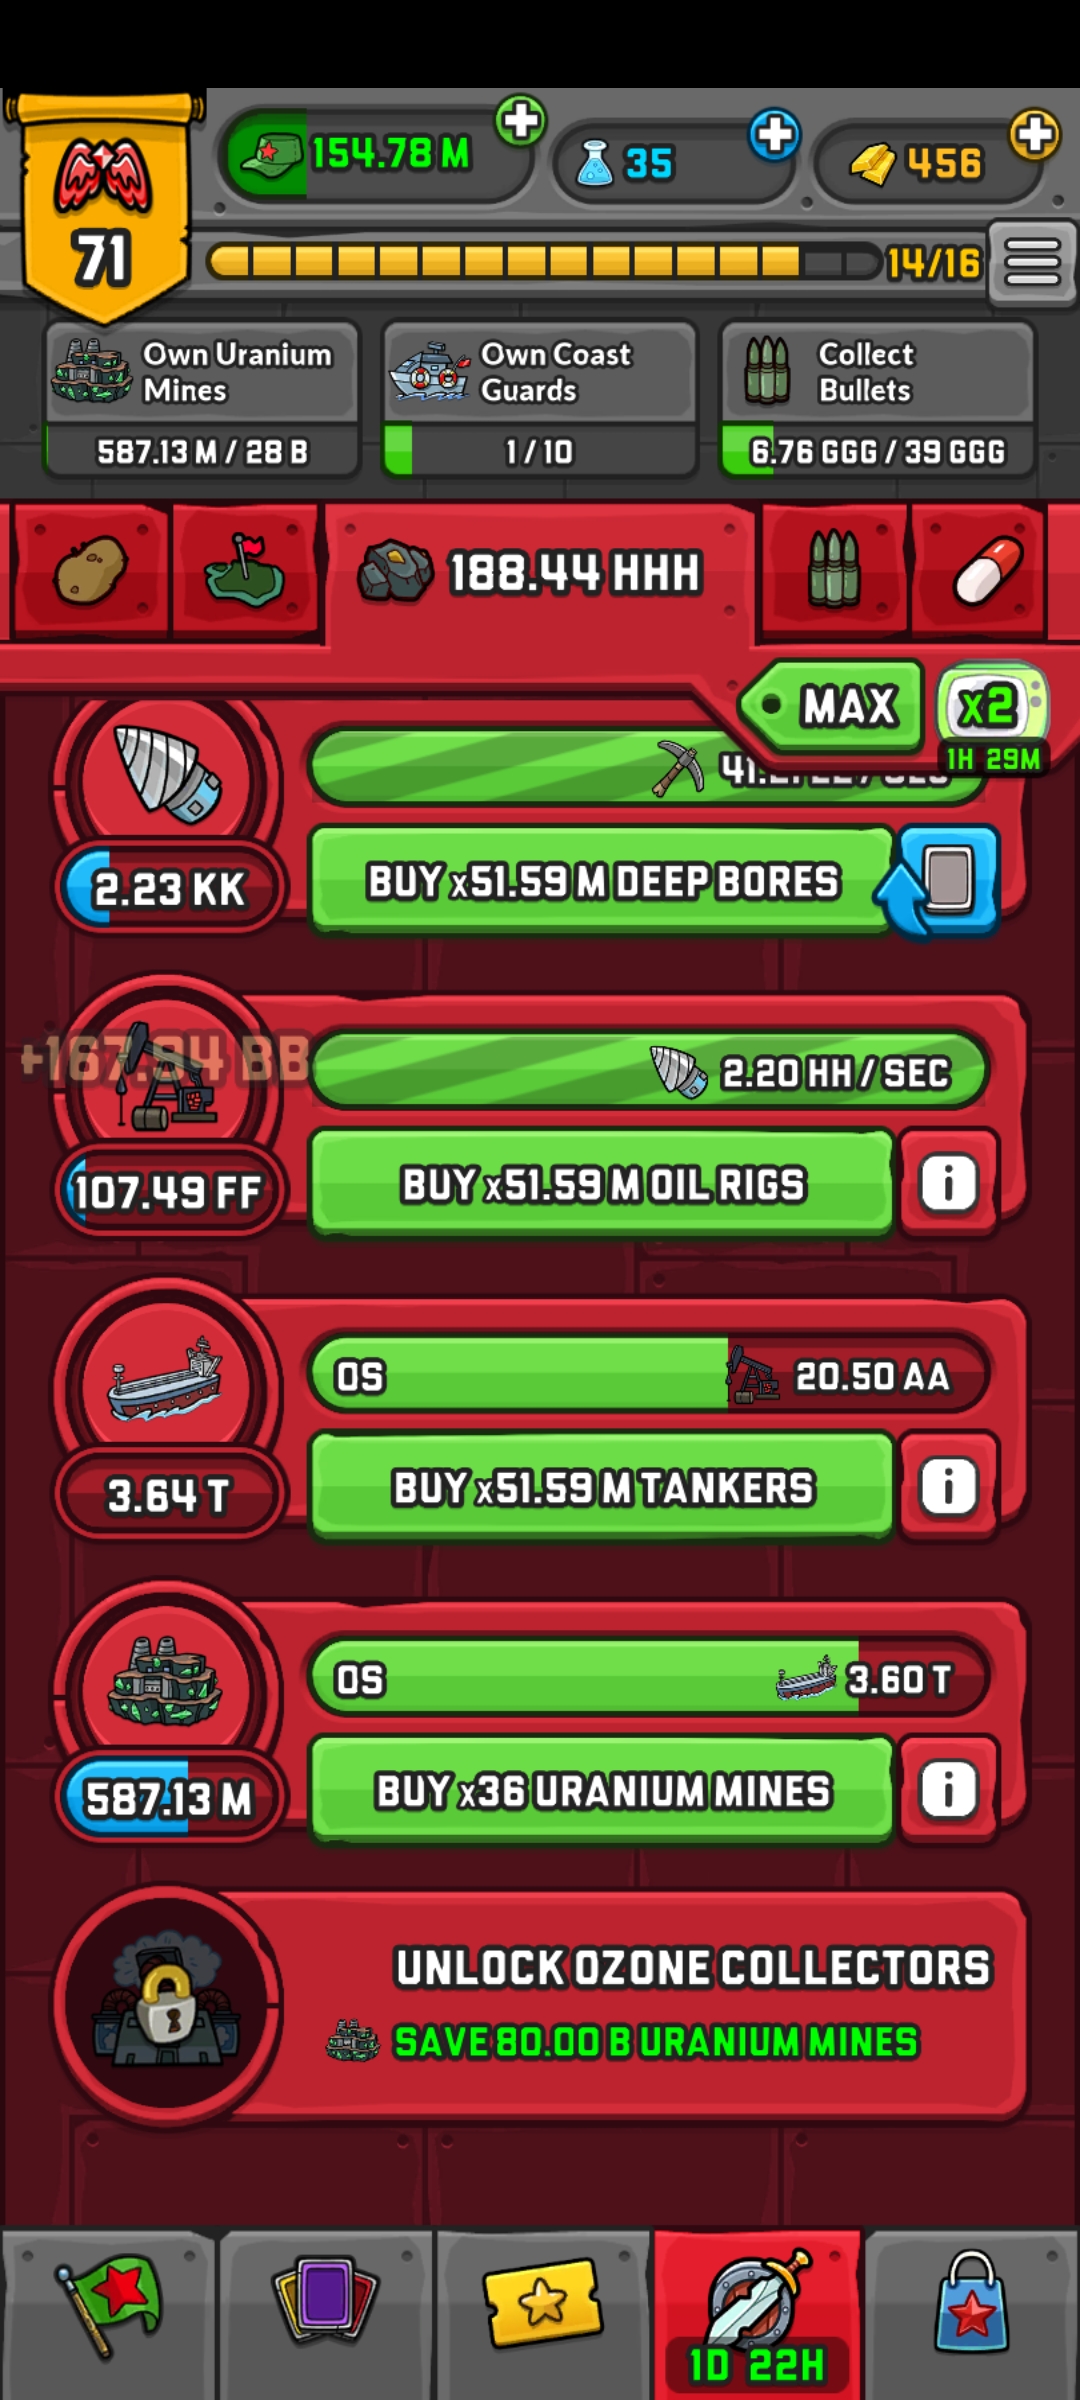 154.78 M
35
456
71
14/16
Own Uranium
Mines
587.13 M / 28 B
Own Coast
Guards
1 / 10
Collect
Bullets
6.76 GGG / 39 GGG
188.44 HHH
MAX
x2
1H 29M
2.23 KK
BUY x51.59 M DEEP BORES
+167.94 BB
2.20 HH / SEC
107.49 FF
BUY x51.59 M OIL RIGS
0S
20.50 AA
3.64 T
BUY x51.59 M TANKERS
0S
3.60 T
587.13 M
BUY x36 URANIUM MINES
UNLOCK OZONE COLLECTORS
SAVE 80.00 B URANIUM MINES
1D 22H